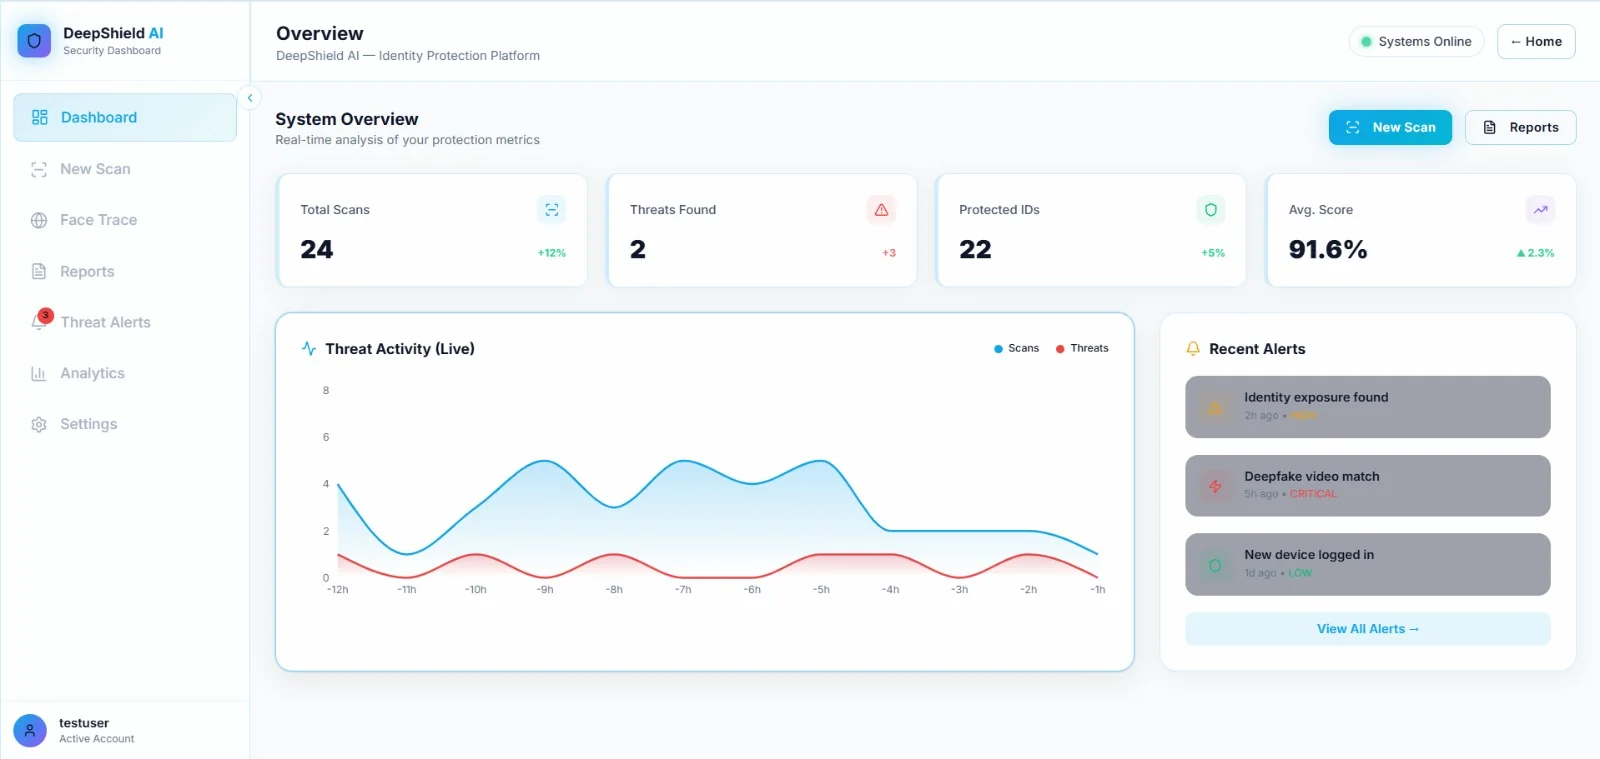 DeepShield AI
Security Dashboard
Dashboard
New Scan
Face Trace
Reports
3
Threat Alerts
Analytics
Settings
testuser
Active Account
Overview
DeepShield AI — Identity Protection Platform
Systems Online
← Home
System Overview
Real-time analysis of your protection metrics
New Scan
Reports
Total Scans
24
+12%
Threats Found
2
+3
Protected IDs
22
+5%
Avg. Score
91.6%
▲ 2.3%
Threat Activity (Live)
Scans
Threats
8
6
4
2
0
-12h -11h -10h -9h -8h -7h -6h -5h -4h -3h -2h -1h
Recent Alerts
Identity exposure found
2h ago •
Deepfake video match
5h ago • CRITICAL
New device logged in
1d ago • LOW
View All Alerts →